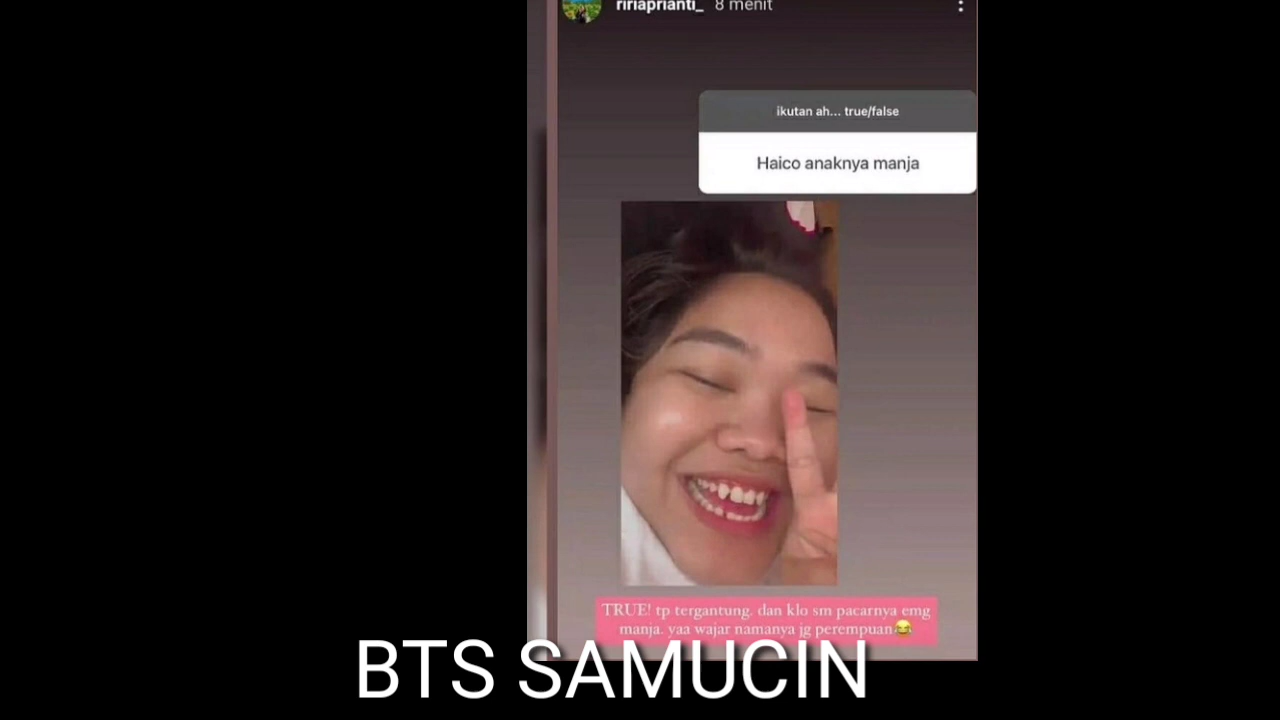 ririaprianti_ 8 menit
ikutan ah... true/false
Haico anaknya manja
TRUE! tp tergantung. dan klo sm pacarnya emg
manja. yaa wajar namanya jg perempuan😂
BTS SAMUCIN